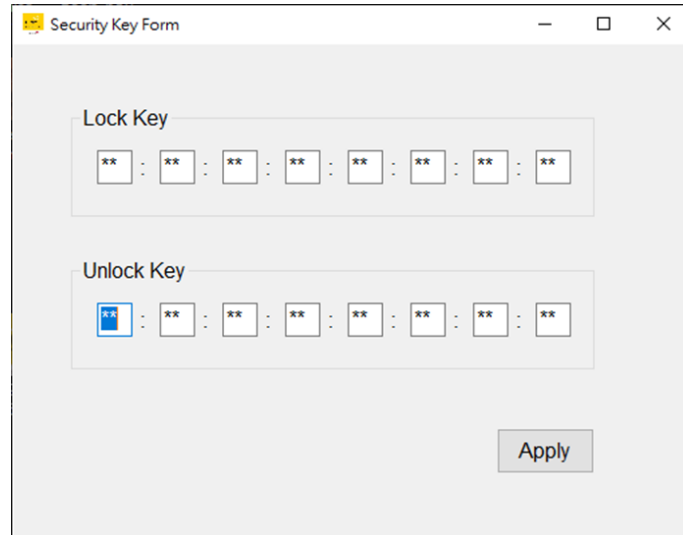 Security Key Form
Lock Key
** : ** : ** : ** : ** : ** : ** : **
Unlock Key
** : ** : ** : ** : ** : ** : ** : **
Apply